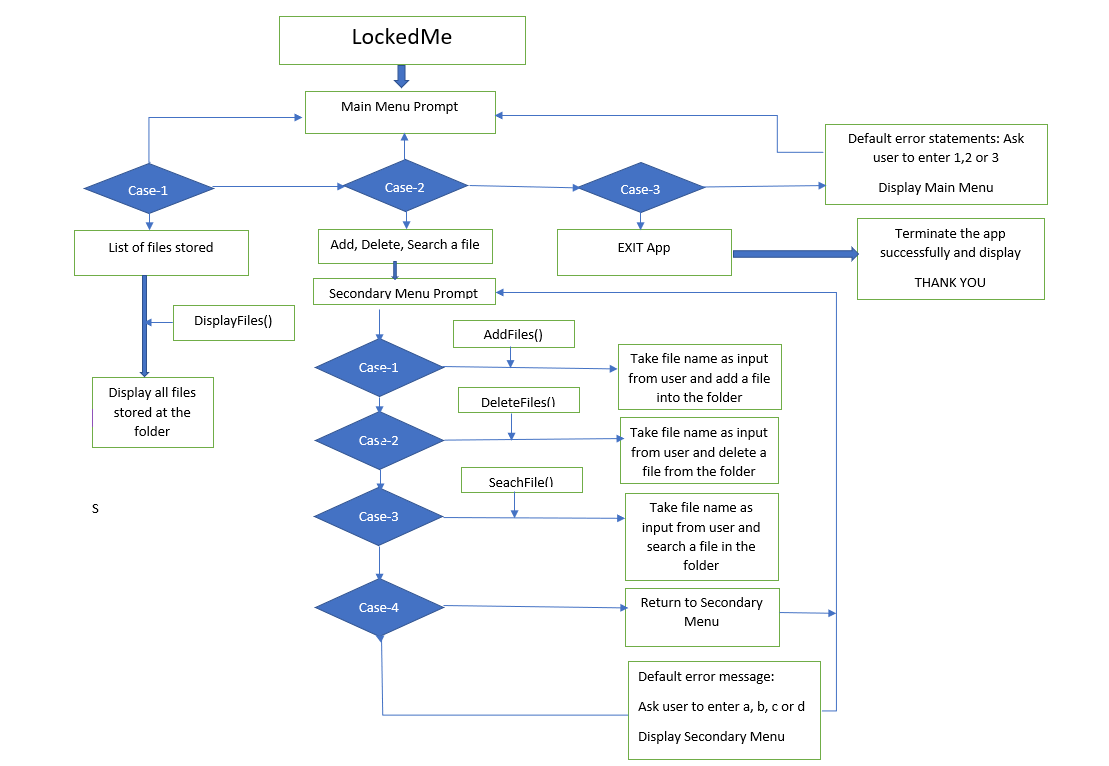 LockedMe
Main Menu Prompt
Default error statements: Ask
user to enter 1,2 or 3
Display Main Menu
Case-1
Case-2
Case-3
List of files stored
Add, Delete, Search a file
EXIT App
Terminate the app
successfully and display
THANK YOU
Secondary Menu Prompt
DisplayFiles()
AddFiles()
Case-1
Take file name as input
from user and add a file
into the folder
Display all files
stored at the
folder
DeleteFiles()
Case-2
Take file name as input
from user and delete a
file from the folder
SeachFile()
S
Case-3
Take file name as
input from user and
search a file in the
folder
Case-4
Return to Secondary
Menu
Default error message:
Ask user to enter a, b, c or d
Display Secondary Menu